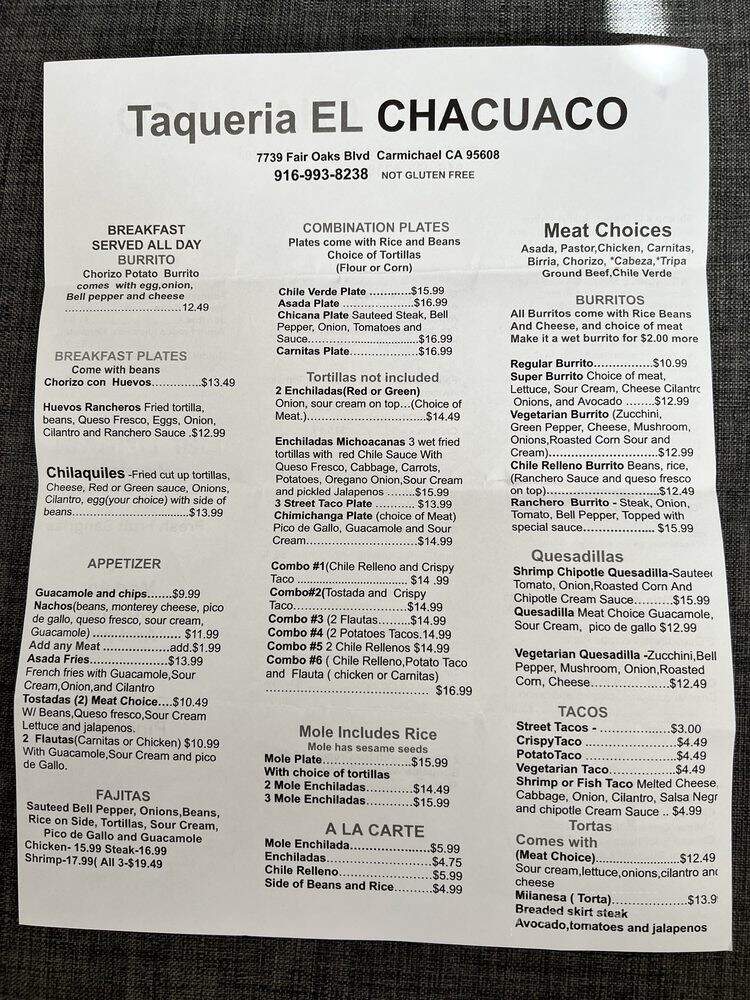 Taqueria EL CHACUACO
7739 Fair Oaks Blvd Carmichael CA 95608
916-993-8238 NOT GLUTEN FREE
BREAKFAST
SERVED ALL DAY
BURRITO
Chorizo Potato Burrito
comes with egg,onion,
Bell pepper and cheese
..............................12.49
BREAKFAST PLATES
Come with beans
Chorizo con Huevos.............$13.49
Huevos Rancheros Fried tortilla,
beans, Queso Fresco, Eggs, Onion,
Cilantro and Ranchero Sauce .$12.99
Chilaquiles -Fried cut up tortillas,
Cheese, Red or Green sauce, Onions,
Cilantro, egg(your choice) with side of
beans..............................$13.99
APPETIZER
Guacamole and chips......$9.99
Nachos(beans, monterey cheese, pico
de gallo, queso fresco, sour cream,
Guacamole) ....................... $11.99
Add any Meat .................add.$1.99
Asada Fries....................$13.99
French fries with Guacamole,Sour
Cream,Onion,and Cilantro
Tostadas (2) Meat Choice....$10.49
W/ Beans,Queso fresco,Sour Cream
Lettuce and jalapenos.
2 Flautas(Carnitas or Chicken) $10.99
With Guacamole,Sour Cream and pico
de Gallo.
FAJITAS
Sauteed Bell Pepper, Onions,Beans,
Rice on Side, Tortillas, Sour Cream,
Pico de Gallo and Guacamole
Chicken- 15.99 Steak-16.99
Shrimp-17.99( All 3-$19.49
COMBINATION PLATES
Plates come with Rice and Beans
Choice of Tortillas
(Flour or Corn)
Chile Verde Plate ...........$15.99
Asada Plate ....................$16.99
Chicana Plate Sauteed Steak, Bell
Pepper, Onion, Tomatoes and
Sauce.............................$16.99
Carnitas Plate..................$16.99
Tortillas not included
2 Enchiladas(Red or Green)
Onion, sour cream on top...(Choice of
Meat.)...............................$14.49
Enchiladas Michoacanas 3 wet fried
tortillas with red Chile Sauce With
Queso Fresco, Cabbage, Carrots,
Potatoes, Oregano Onion,Sour Cream
and pickled Jalapenos ........$15.99
3 Street Taco Plate .......... $13.99
Chimichanga Plate (choice of Meat)
Pico de Gallo, Guacamole and Sour
Cream..............................$14.99
Combo #1(Chile Relleno and Crispy
Taco ............................... $14 .99
Combo#2(Tostada and Crispy
Taco................................$14.99
Combo #3 (2 Flautas........$14.99
Combo #4 (2 Potatoes Tacos.14.99
Combo #5 2 Chile Rellenos $14.99
Combo #6 ( Chile Relleno,Potato Taco
and Flauta ( chicken or Carnitas)
............................................. $16.99
Mole Includes Rice
Mole has sesame seeds
Mole Plate........................$15.99
With choice of tortillas
2 Mole Enchiladas............$14.49
3 Mole Enchiladas............$15.99
A LA CARTE
Mole Enchilada.....................$5.99
Enchiladas...........................$4.75
Chile Relleno.......................$5.99
Side of Beans and Rice.........$4.99
Meat Choices
Asada, Pastor,Chicken, Carnitas,
Birria, Chorizo, *Cabeza,*Tripa
Ground Beef,Chile Verde
BURRITOS
All Burritos come with Rice Beans
And Cheese, and choice of meat
Make it a wet burrito for $2.00 more
Regular Burrito...............$10.99
Super Burrito Choice of meat,
Lettuce, Sour Cream, Cheese Cilantro
Onions, and Avocado .......$12.99
Vegetarian Burrito (Zucchini,
Green Pepper, Cheese, Mushroom,
Onions,Roasted Corn Sour and
Cream)............................$12.99
Chile Relleno Burrito Beans, rice,
(Ranchero Sauce and queso fresco
on top).............................$12.49
Ranchero Burrito - Steak, Onion,
Tomato, Bell Pepper, Topped with
special sauce.................. $15.99
Quesadillas
Shrimp Chipotle Quesadilla-Sautee
Tomato, Onion,Roasted Corn And
Chipotle Cream Sauce..........$15.99
Quesadilla Meat Choice Guacamole,
Sour Cream, pico de gallo $12.99
Vegetarian Quesadilla -Zucchini,Bell
Pepper, Mushroom, Onion,Roasted
Corn, Cheese....................$12.49
TACOS
Street Tacos - ..................$3.00
CrispyTaco .......................$4.49
PotatoTaco .......................$4.49
Vegetarian Taco.................$4.49
Shrimp or Fish Taco Melted Cheese
Cabbage, Onion, Cilantro, Salsa Negr
and chipotle Cream Sauce .. $4.99
Tortas
Comes with
(Meat Choice).....................$12.49
Sour cream,lettuce,onions,cilantro and
cheese
Milanesa ( Torta)...................$13.9
Breaded skirt steak
Avocado,tomatoes and jalapenos